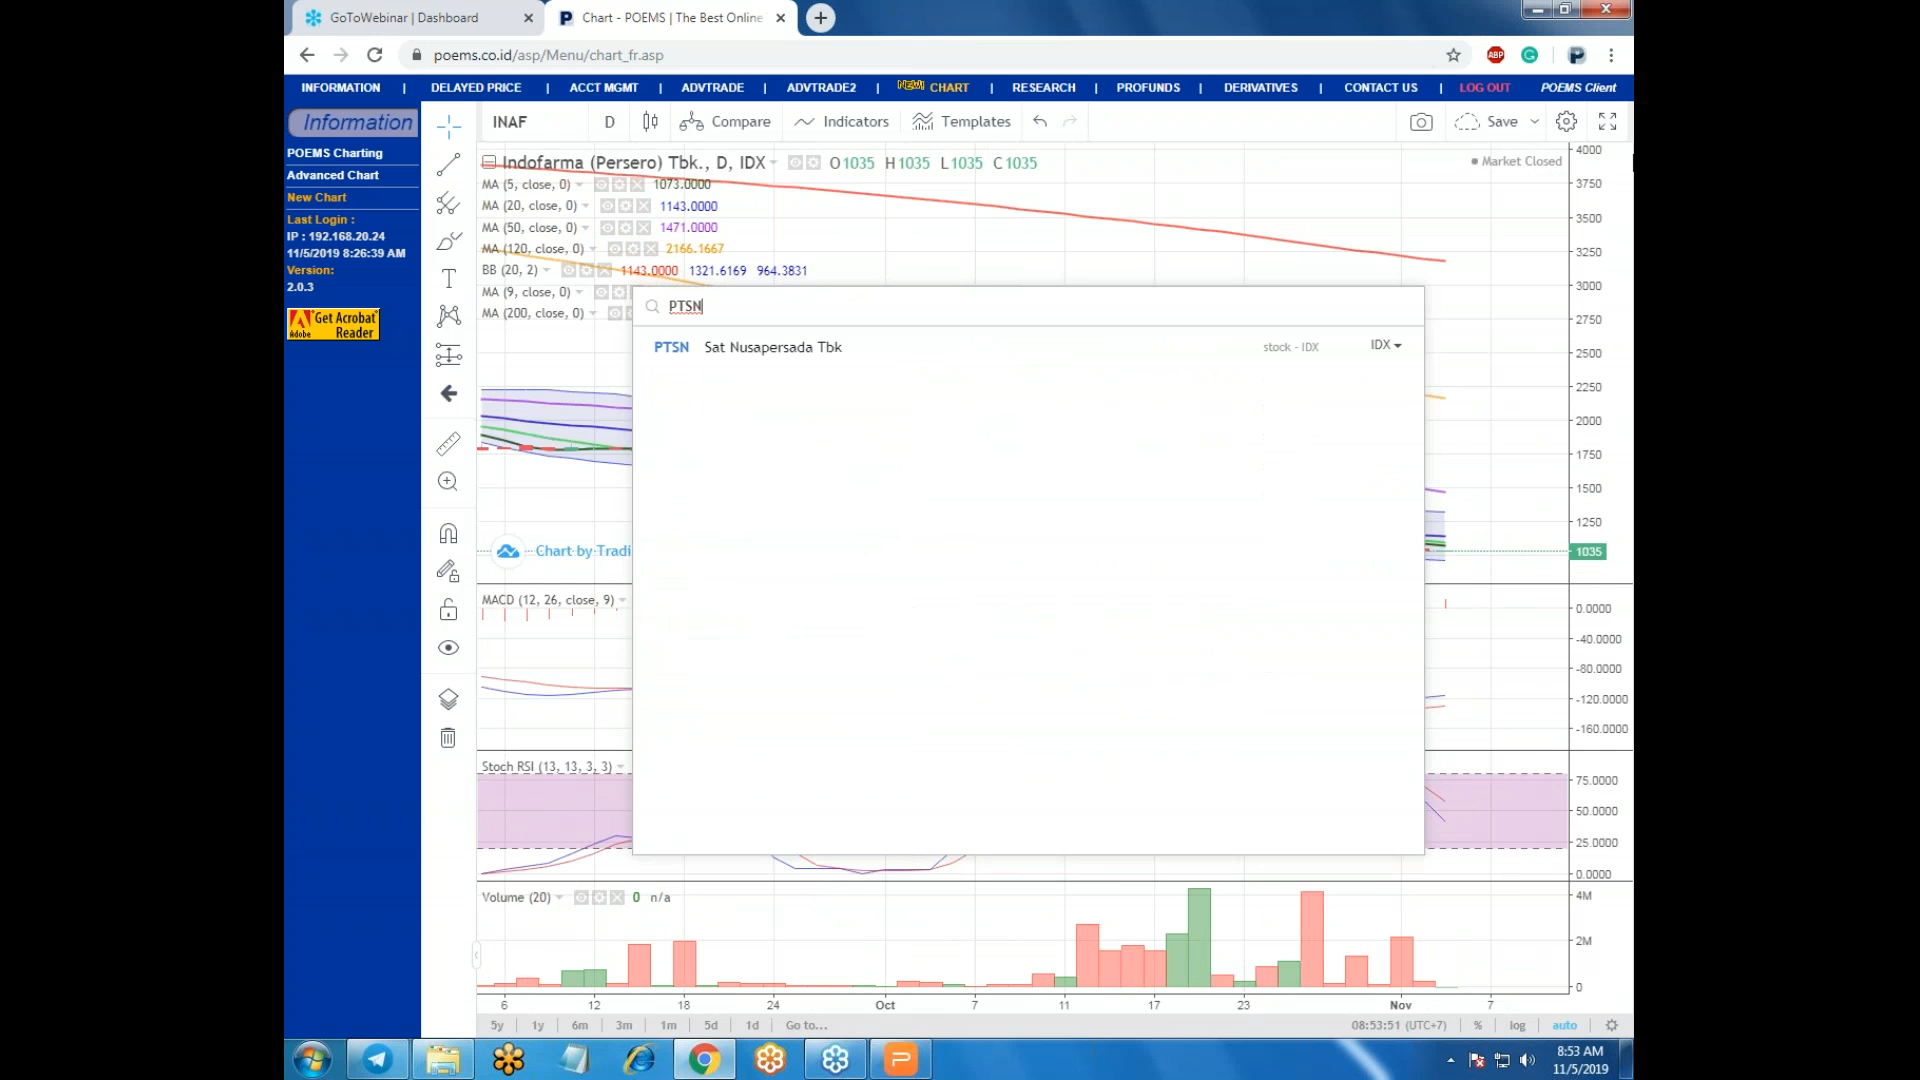 GoToWebinar | Dashboard
Chart - POEMS | The Best Online
poems.co.id/asp/Menu/chart_fr.asp
ABP
INFORMATION | DELAYED PRICE | ACCT MGMT | ADVTRADE | ADVTRADE2 | NEW! CHART | RESEARCH | PROFUNDS | DERIVATIVES | CONTACT US | LOG OUT POEMS Client
Information
POEMS Charting
Advanced Chart
New Chart
Last Login :
IP : 192.168.20.24
11/5/2019 8:26:39 AM
Version:
2.0.3
Get Acrobat
Adobe Reader
INAF D Compare Indicators Templates Save
Indofarma (Persero) Tbk., D, IDX O1035 H1035 L1035 C1035
Market Closed
MA (5, close, 0) 1073.0000
MA (20, close, 0) 1143.0000
MA (50, close, 0) 1471.0000
MA (120, close, 0) 2166.1667
BB (20, 2) 1143.0000 1321.6169 964.3831
MA (9, close, 0)
MA (200, close, 0)
PTSN
PTSN Sat Nusapersada Tbk stock - IDX IDX
Chart by Tradi
4000
3750
3500
3250
3000
2750
2500
2250
2000
1750
1500
1250
1035
MACD (12, 26, close, 9)
0.0000
-40.0000
-80.0000
-120.0000
-160.0000
Stoch RSI (13, 13, 3, 3)
75.0000
50.0000
25.0000
0.0000
Volume (20) 0 n/a
4M
2M
0
6 12 18 24 Oct 7 11 17 23 Nov 7
5y 1y 6m 3m 1m 5d 1d Go to... 08:53:51 (UTC+7) % log auto
8:53 AM
11/5/2019